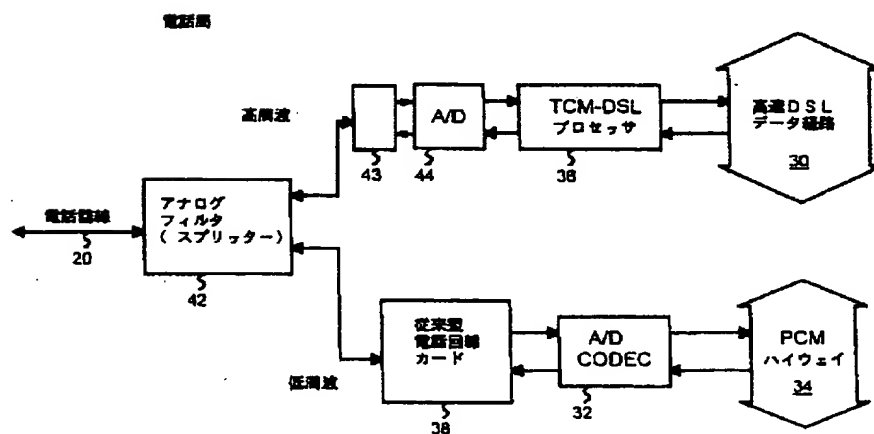 電話局
高周波
43
A/D
44
TCM-DSL
プロセッサ
36
高速DSL
データ経路
30
電話回線
20
アナログ
フィルタ
( スプリッター)
42
低周波
従来型
電話回線
カード
38
A/D
CODEC
32
PCM
ハイウェイ
34